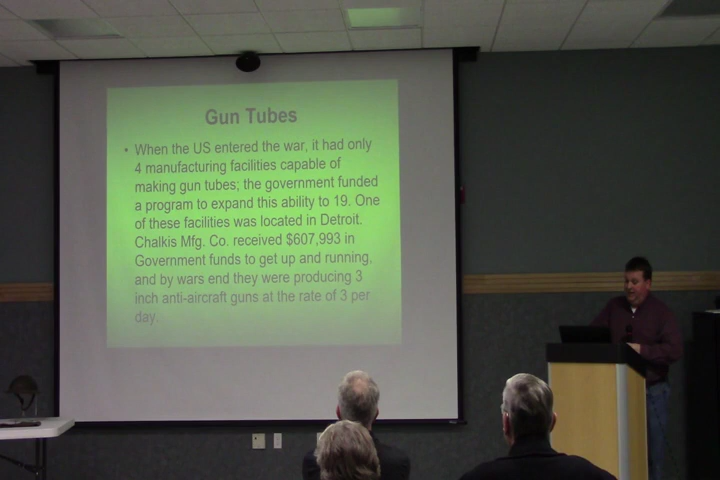 Gun Tubes
• When the US entered the war, it had only
4 manufacturing facilities capable of
making gun tubes; the government funded
a program to expand this ability to 19. One
of these facilities was located in Detroit.
Chalkis Mfg. Co. received $607,993 in
Government funds to get up and running,
and by wars end they were producing 3
inch anti-aircraft guns at the rate of 3 per
day.